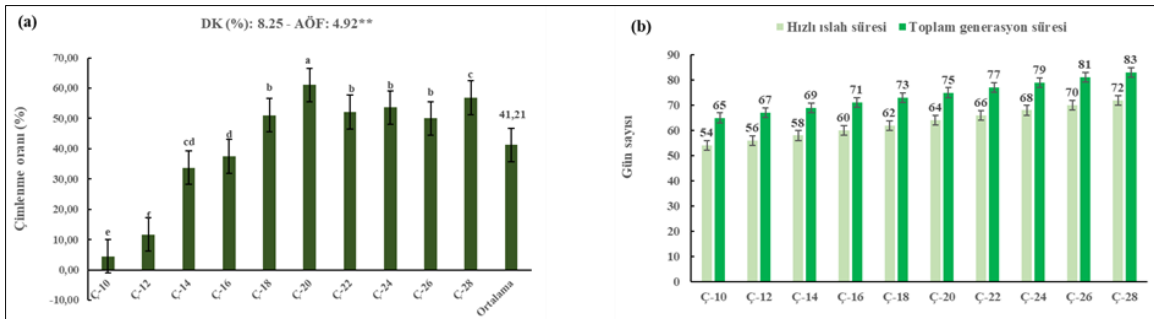 (a)
DK (%): 8.25 - AÖF: 4.92**
Çimlenme oranı (%)
70,00
60,00
50,00
40,00
30,00
20,00
10,00
0,00
-10,00
e
f
cd
d
b
a
b
b
b
c
41,21
Ç-10
Ç-12
Ç-14
Ç-16
Ç-18
Ç-20
Ç-22
Ç-24
Ç-26
Ç-28
Ortalama
(b)
Hızlı ıslah süresi
Toplam generasyon süresi
Gün sayısı
90
80
70
60
50
40
30
20
10
0
54 65
56 67
58 69
60 71
62 73
64 75
66 77
68 79
70 81
72 83
Ç-10 Ç-12 Ç-14 Ç-16 Ç-18 Ç-20 Ç-22 Ç-24 Ç-26 Ç-28